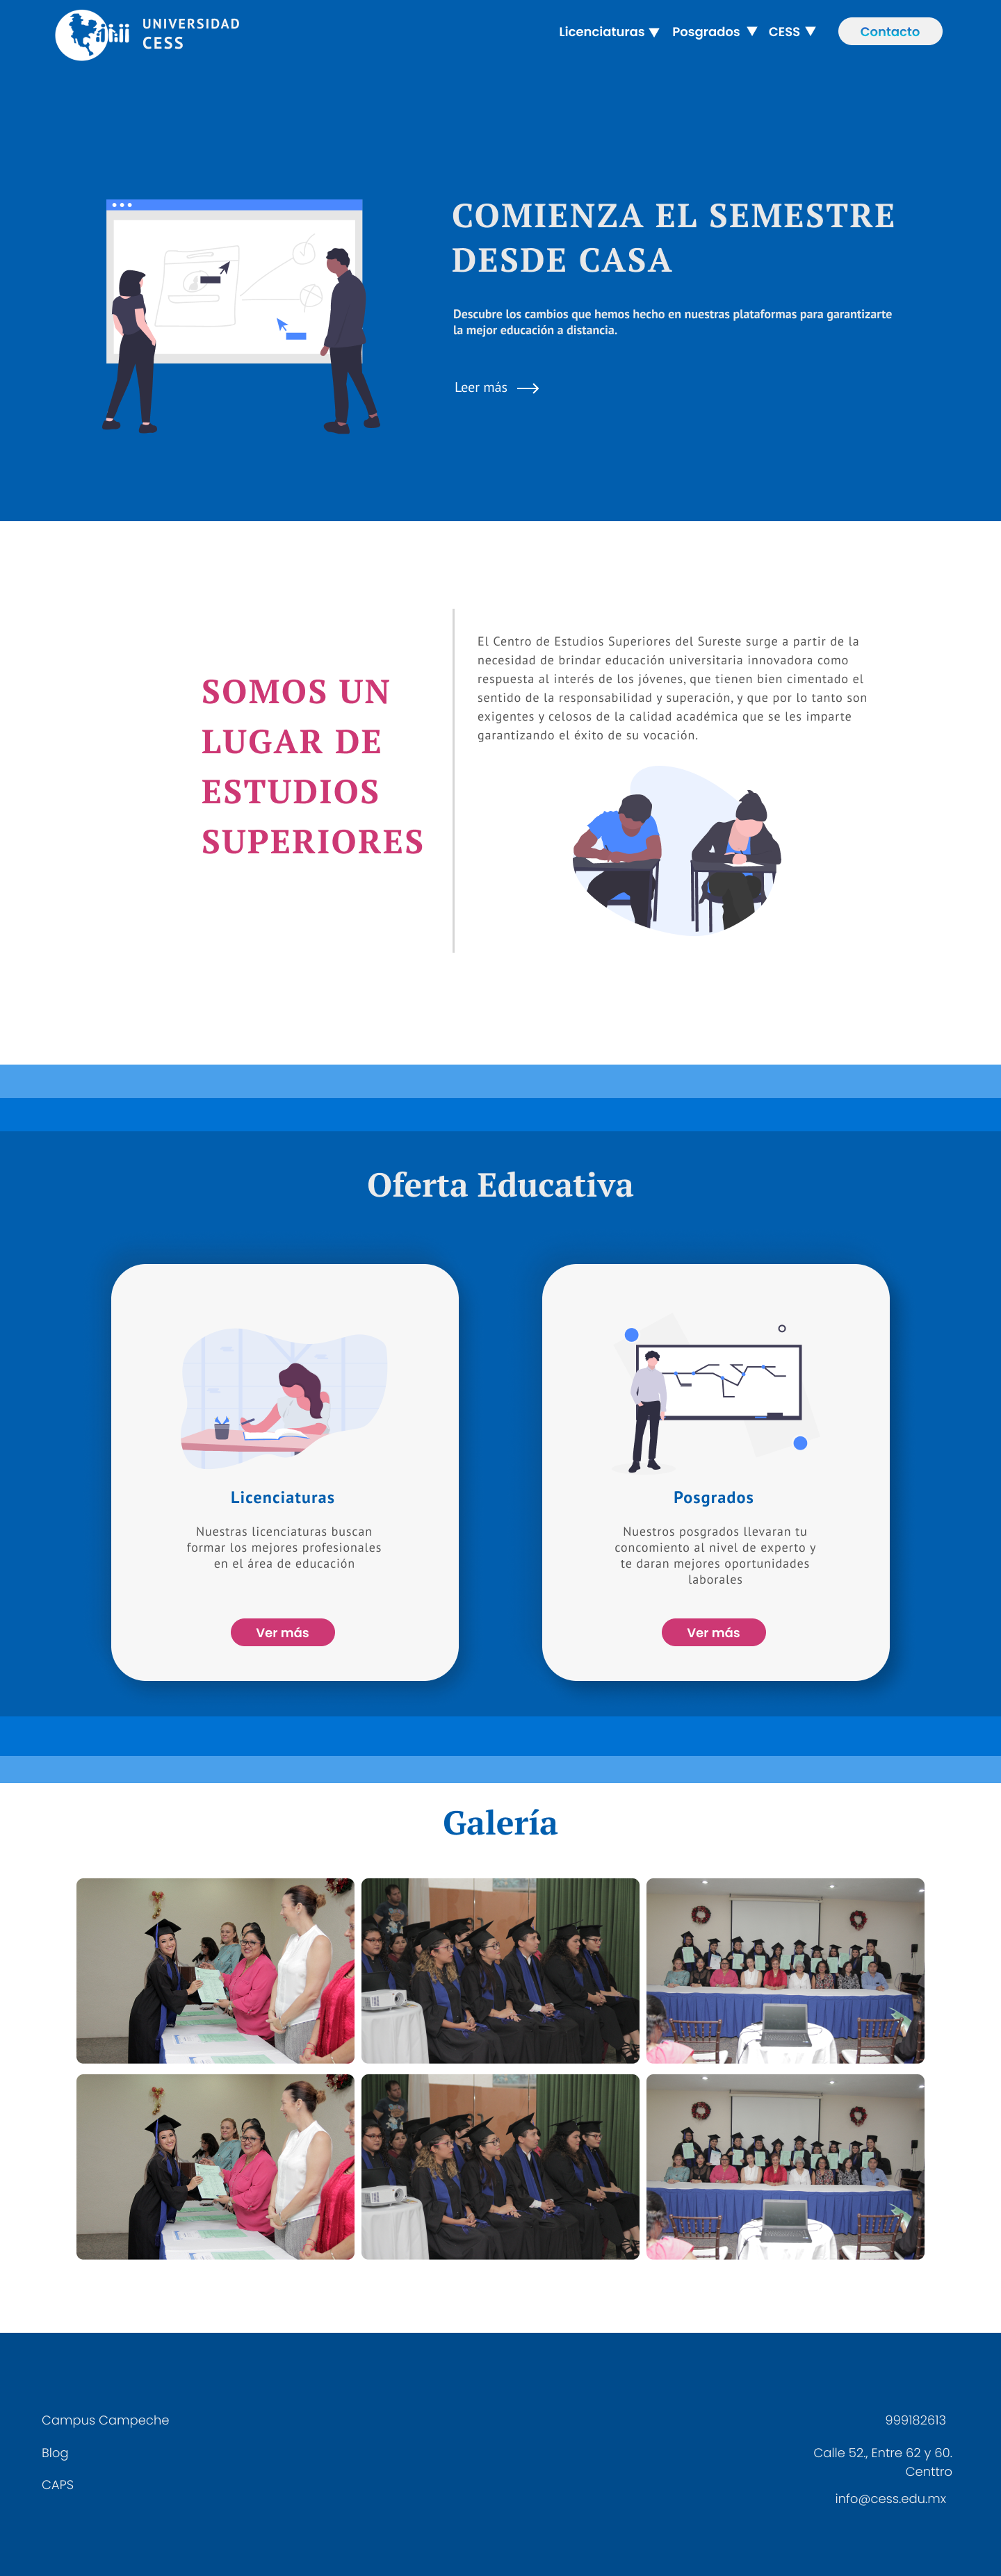 UNIVERSIDAD
CESS
Licenciaturas
Posgrados
CESS
Contacto
COMIENZA EL SEMESTRE
DESDE CASA
Descubre los cambios que hemos hecho en nuestras plataformas para garantizarte
la mejor educación a distancia.
Leer más
SOMOS UN
LUGAR DE
ESTUDIOS
SUPERIORES
El Centro de Estudios Superiores del Sureste surge a partir de la
necesidad de brindar educación universitaria innovadora como
respuesta al interés de los jóvenes, que tienen bien cimentado el
sentido de la responsabilidad y superación, y que por lo tanto son
exigentes y celosos de la calidad académica que se les imparte
garantizando el éxito de su vocación.
Oferta Educativa
Licenciaturas
Nuestras licenciaturas buscan
formar los mejores profesionales
en el área de educación
Ver más
Posgrados
Nuestros posgrados llevaran tu
concomiento al nivel de experto y
te daran mejores oportunidades
laborales
Ver más
Galería
Campus Campeche
Blog
CAPS
999182613
Calle 52., Entre 62 y 60.
Centtro
info@cess.edu.mx